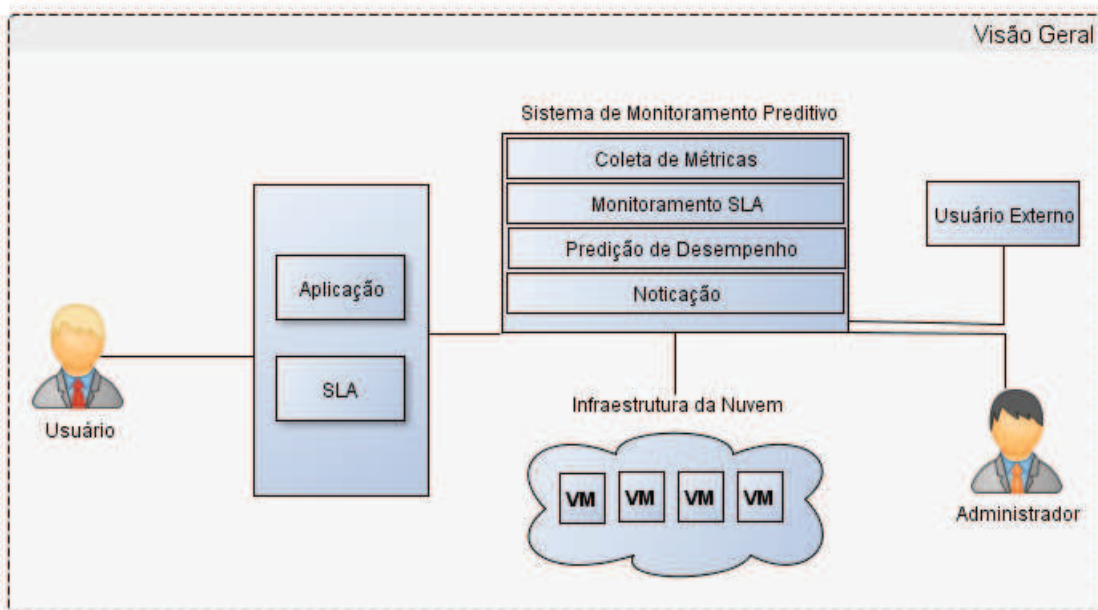 Visão Geral
Sistema de Monitoramento Preditivo
Coleta de Métricas
Monitoramento SLA
Predição de Desempenho
Noticação
Usuário Externo
Aplicação
SLA
Usuário
Infraestrutura da Nuvem
VM VM VM VM
Administrador